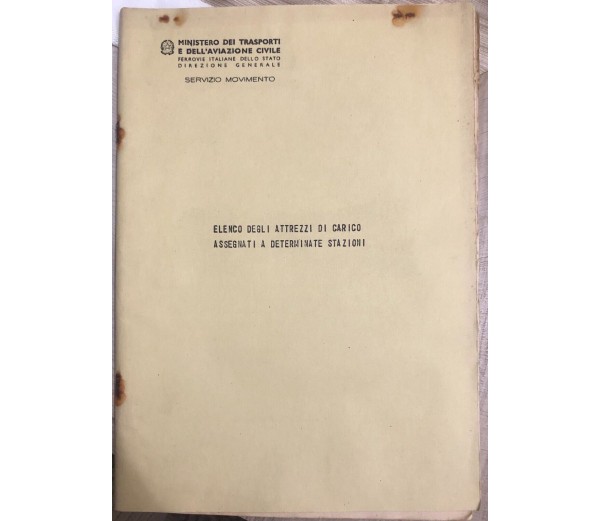 MINISTERO DEI TRASPORTI
E DELL'AVIAZIONE CIVILE
FERROVIE ITALIANE DELLO STATO
DIREZIONE GENERALE
SERVIZIO MOVIMENTO
ELENCO DEGLI ATTREZZI DI CARICO
ASSEGNATI A DETERMINATE STAZIONI